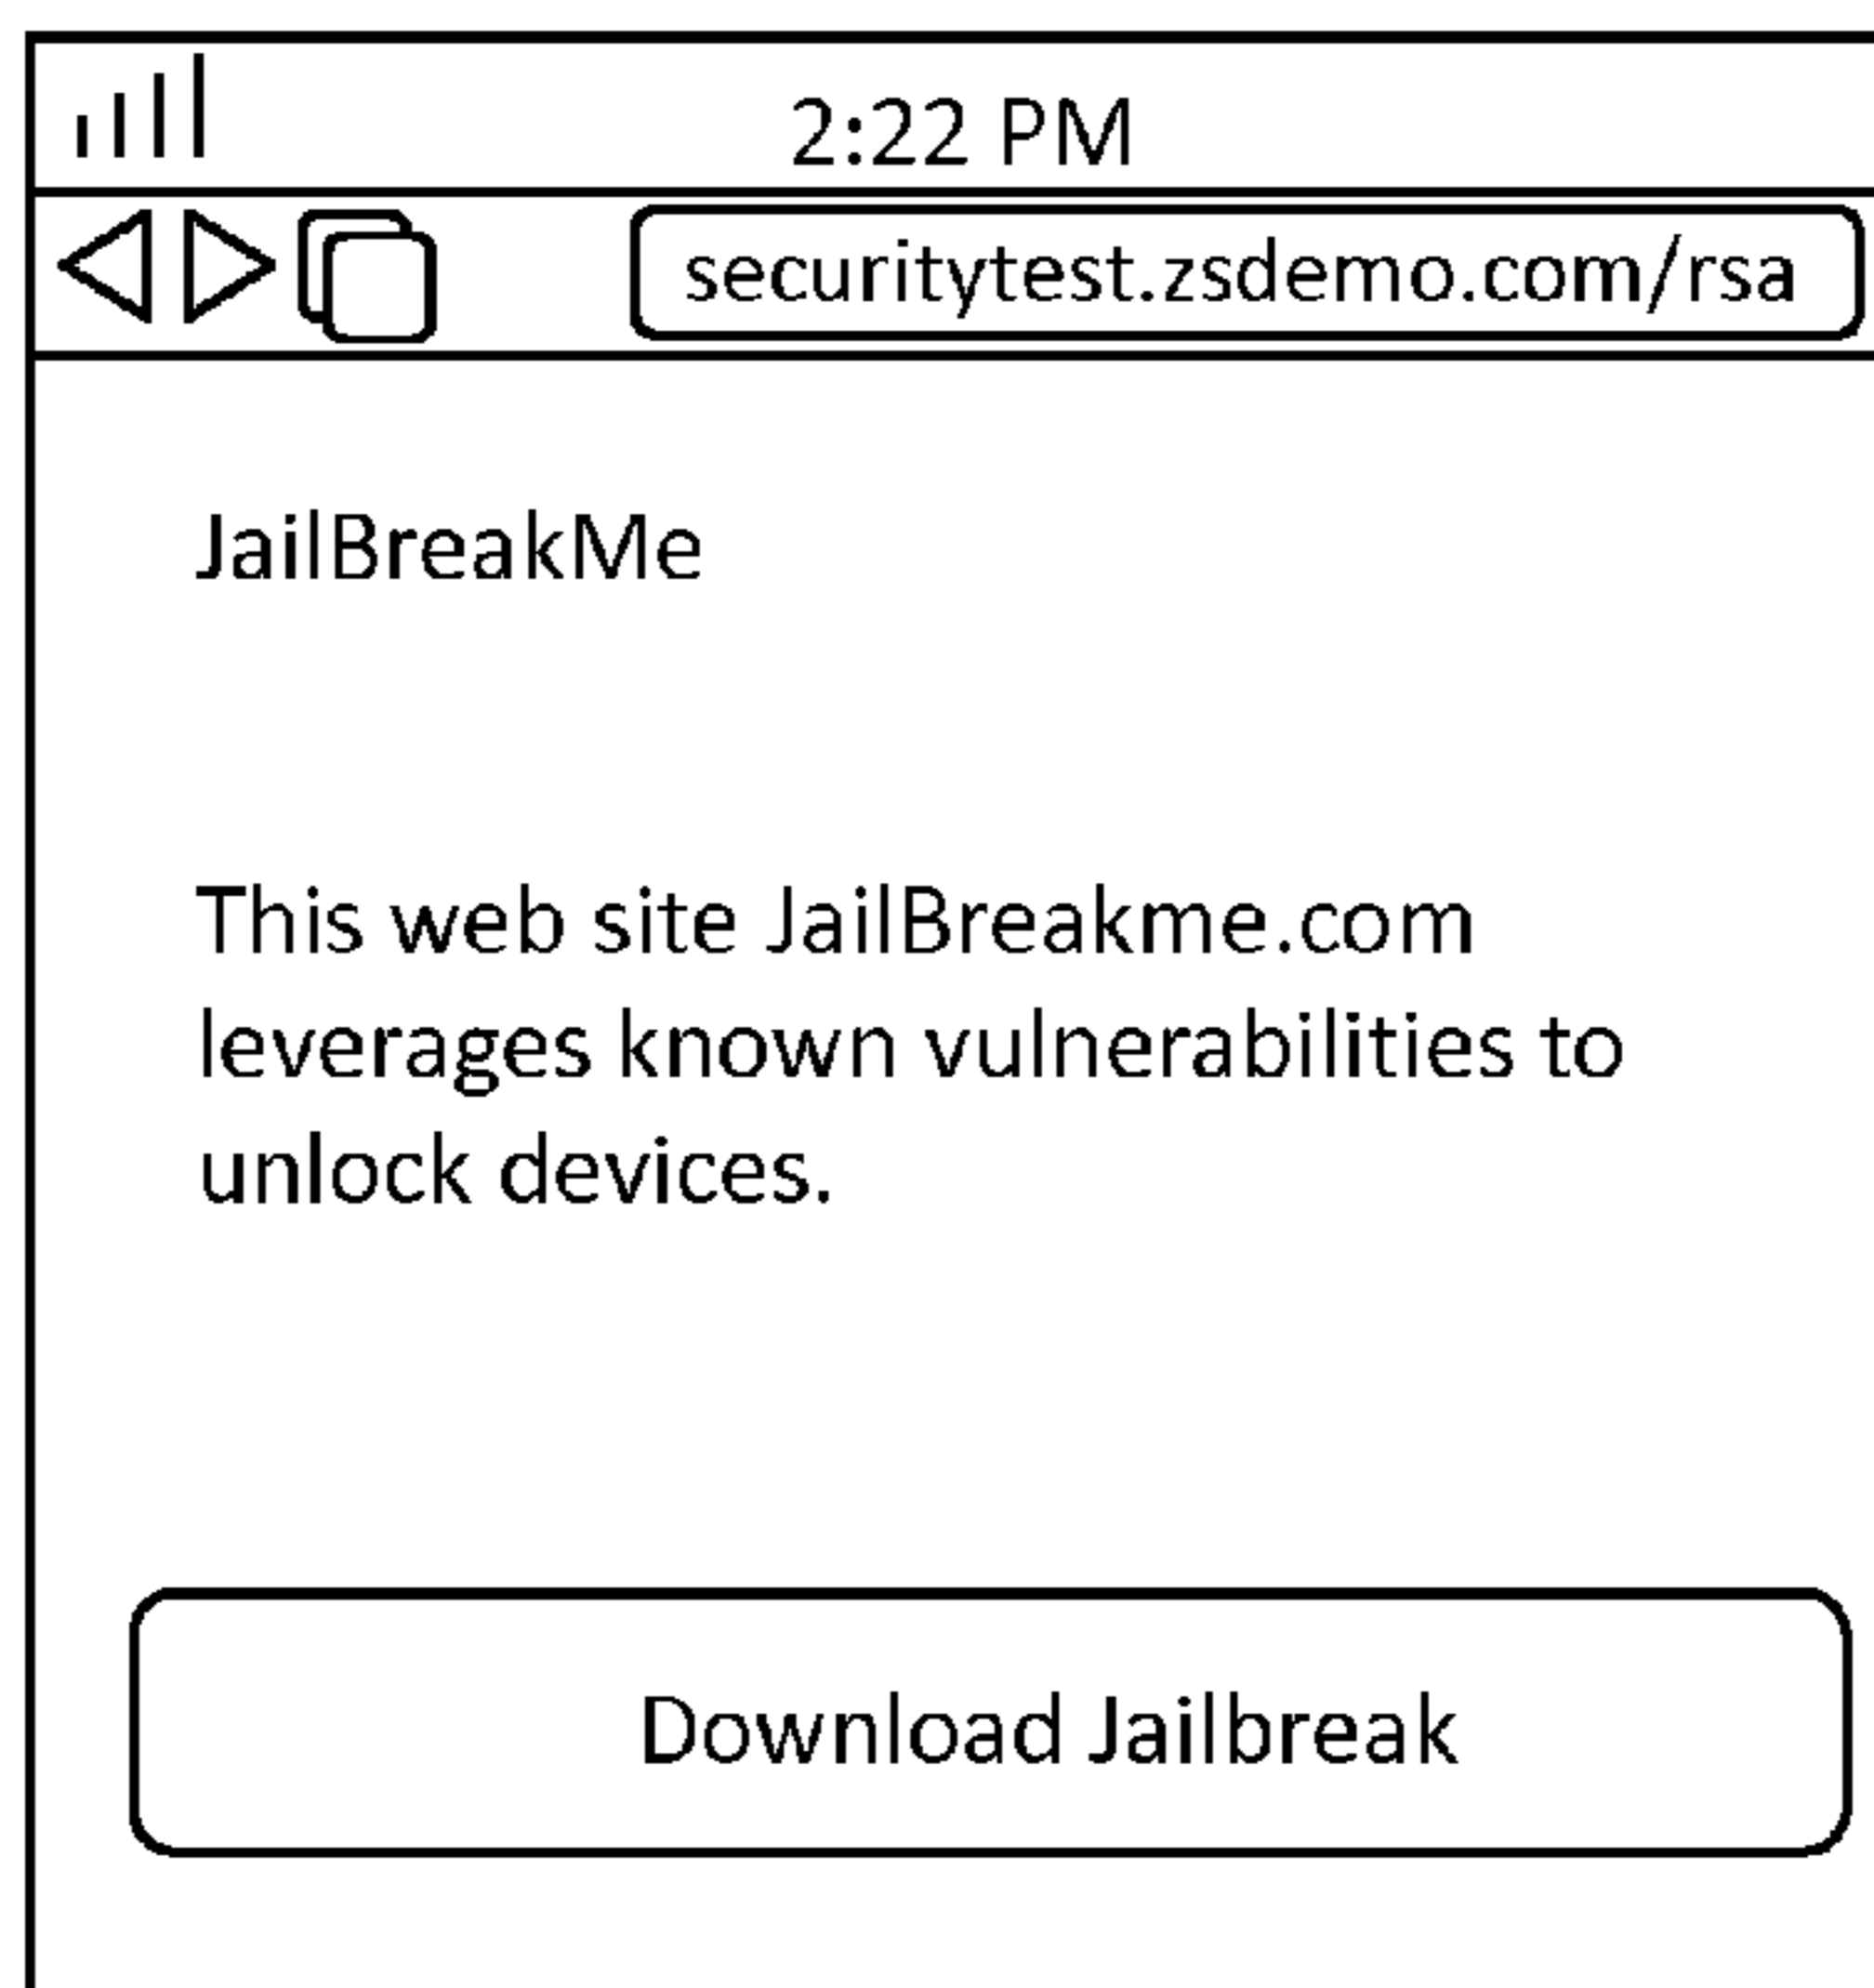 2:22 PM
securitytest.zsdemo.com/rsa
JailBreakMe
This web site JailBreakme.com
leverages known vulnerabilities to
unlock devices.
Download Jailbreak